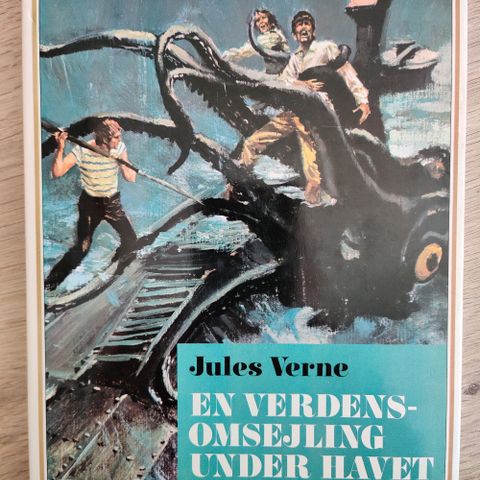 Jules Verne
EN VERDENS-
OMSEJLING
UNDER HAVET